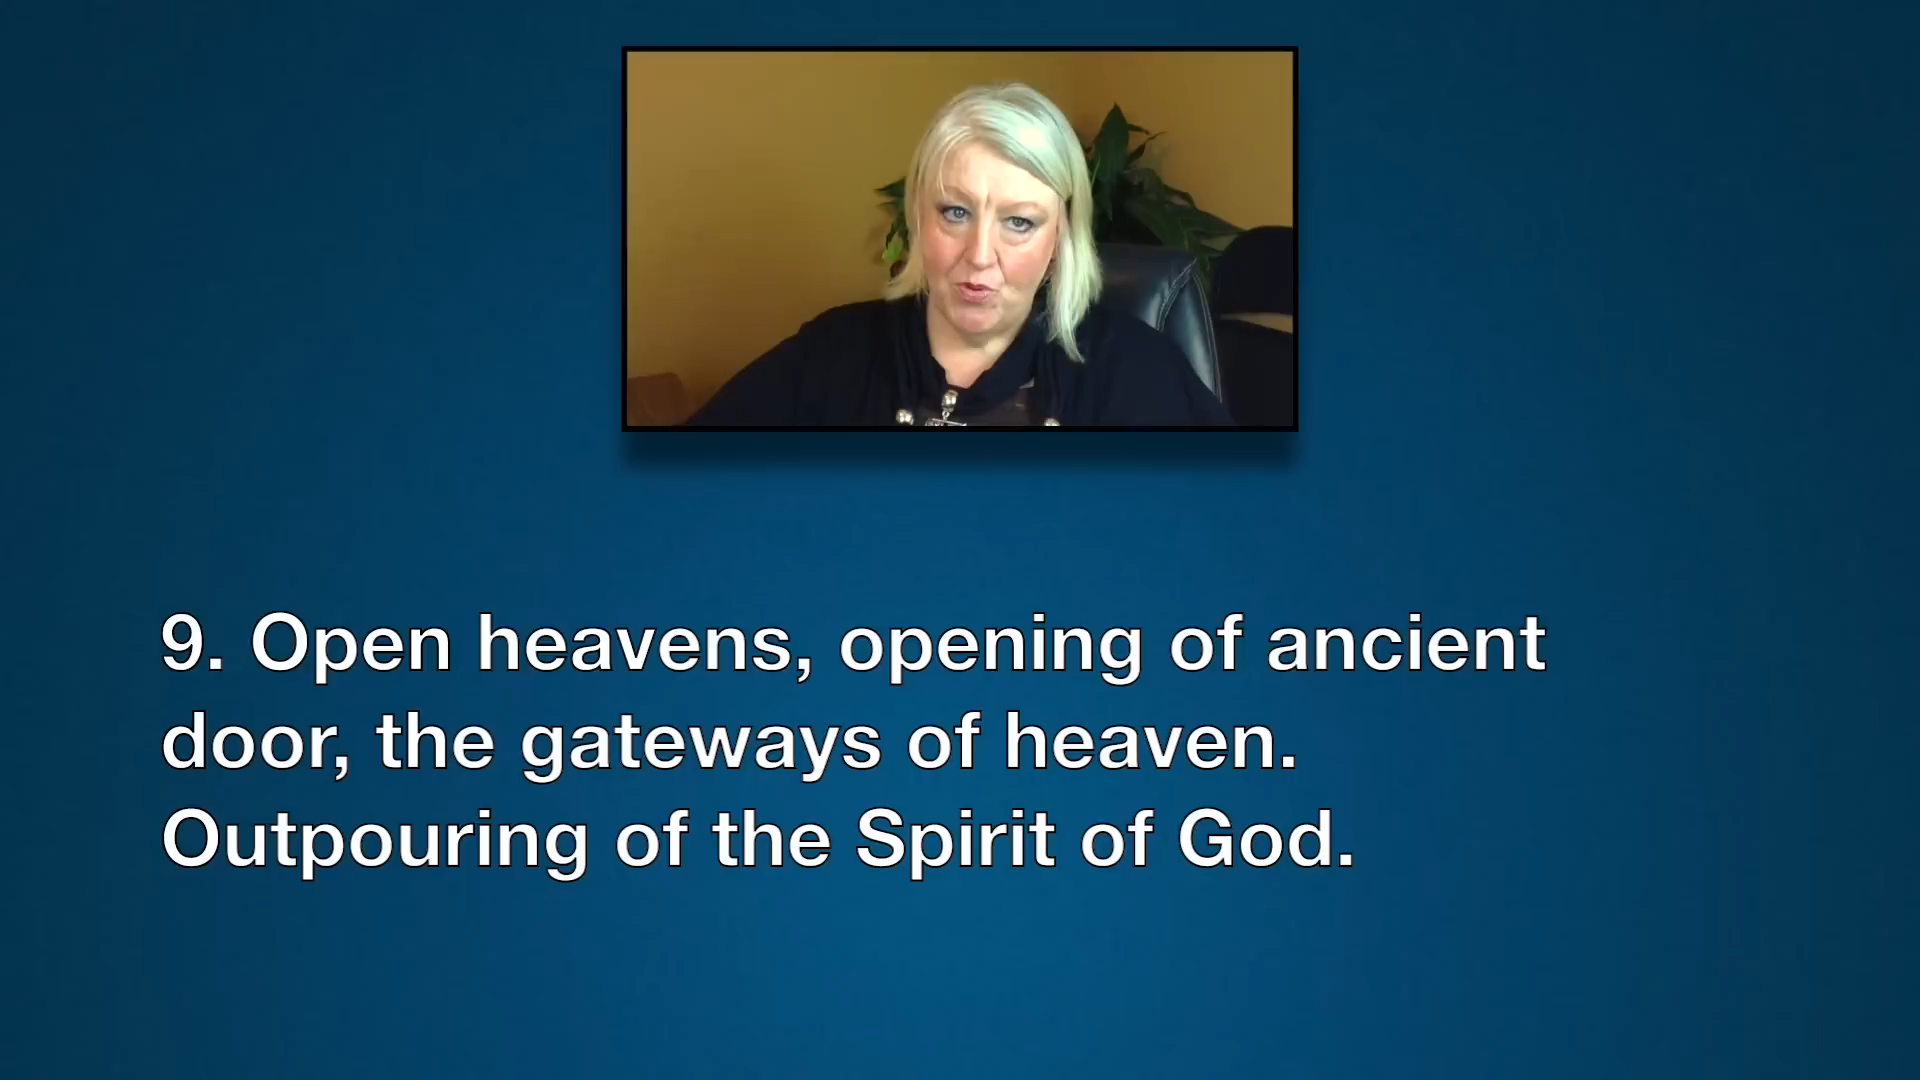 9. Open heavens, opening of ancient
door, the gateways of heaven.
Outpouring of the Spirit of God.